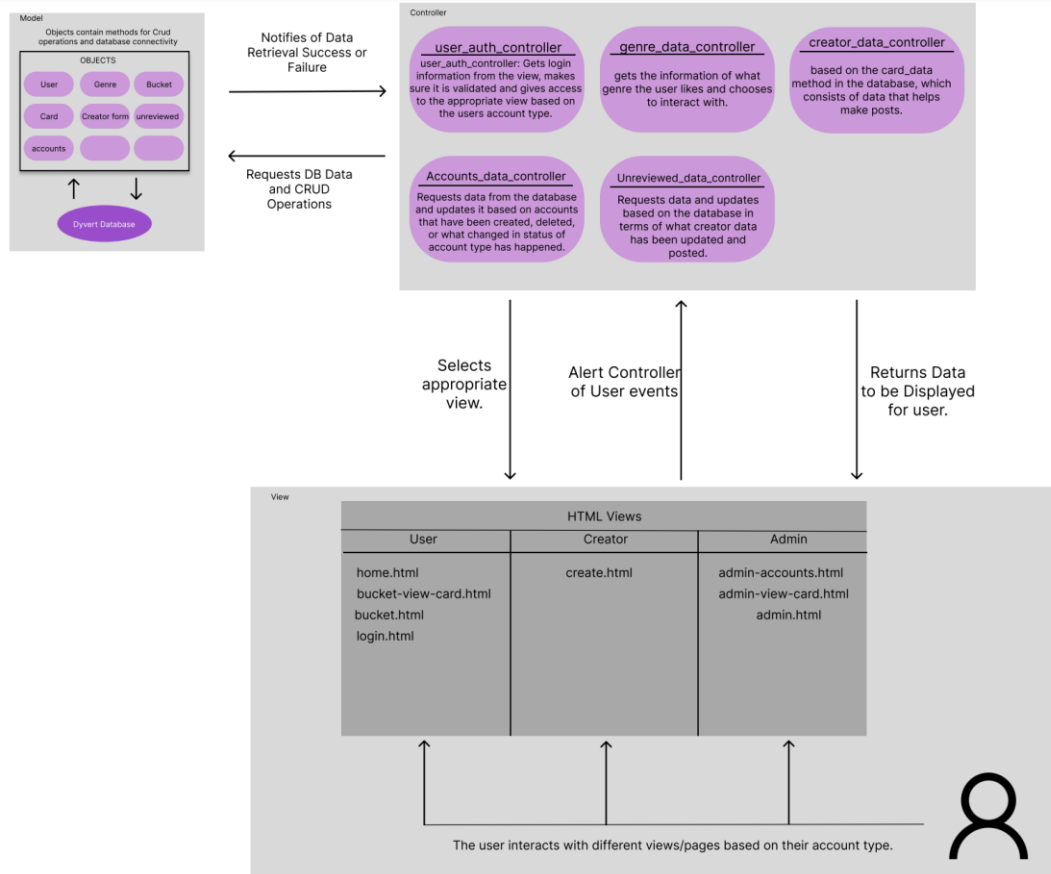 Model
Objects contain methods for Crud
operations and database connectivity
OBJECTS
User
Genre
Bucket
Card
Creator form
unreviewed
accounts
Dyvert Database
Notifies of Data
Retrieval Success or
Failure
Requests DB Data
and CRUD
Operations
Controller
user_auth_controller
user_auth_controller: Gets login
information from the view, makes
sure it is validated and gives access
to the appropriate view based on
the users account type.
genre_data_controller
gets the information of what
genre the user likes and chooses
to interact with.
creator_data_controller
based on the card_data
method in the database, which
consists of data that helps
make posts.
Accounts_data_controller
Requests data from the database
and updates it based on accounts
that have been created, deleted,
or what changed in status of
account type has happened.
Unreviewed_data_controller
Requests data and updates
based on the database in
terms of what creator data
has been updated and
posted.
Selects
appropriate
view.
Alert Controller
of User events
Returns Data
to be Displayed
for user.
View
HTML Views
User
Creator
Admin
home.html
bucket-view-card.html
bucket.html
login.html
create.html
admin-accounts.html
admin-view-card.html
admin.html
The user interacts with different views/pages based on their account type.